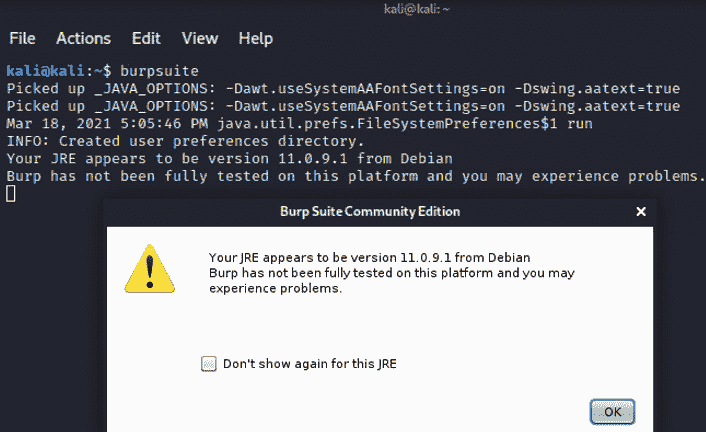 kali@kali: ~
File Actions Edit View Help
kali@kali:~$ burpsuite
Picked up _JAVA_OPTIONS: -Dawt.useSystemAAFontSettings=on -Dswing.aatext=true
Picked up _JAVA_OPTIONS: -Dawt.useSystemAAFontSettings=on -Dswing.aatext=true
Mar 18, 2021 5:05:46 PM java.util.prefs.FileSystemPreferences$1 run
INFO: Created user preferences directory.
Your JRE appears to be version 11.0.9.1 from Debian
Burp has not been fully tested on this platform and you may experience problems.
Burp Suite Community Edition
Your JRE appears to be version 11.0.9.1 from Debian
Burp has not been fully tested on this platform and you may
experience problems.
Don't show again for this JRE
OK